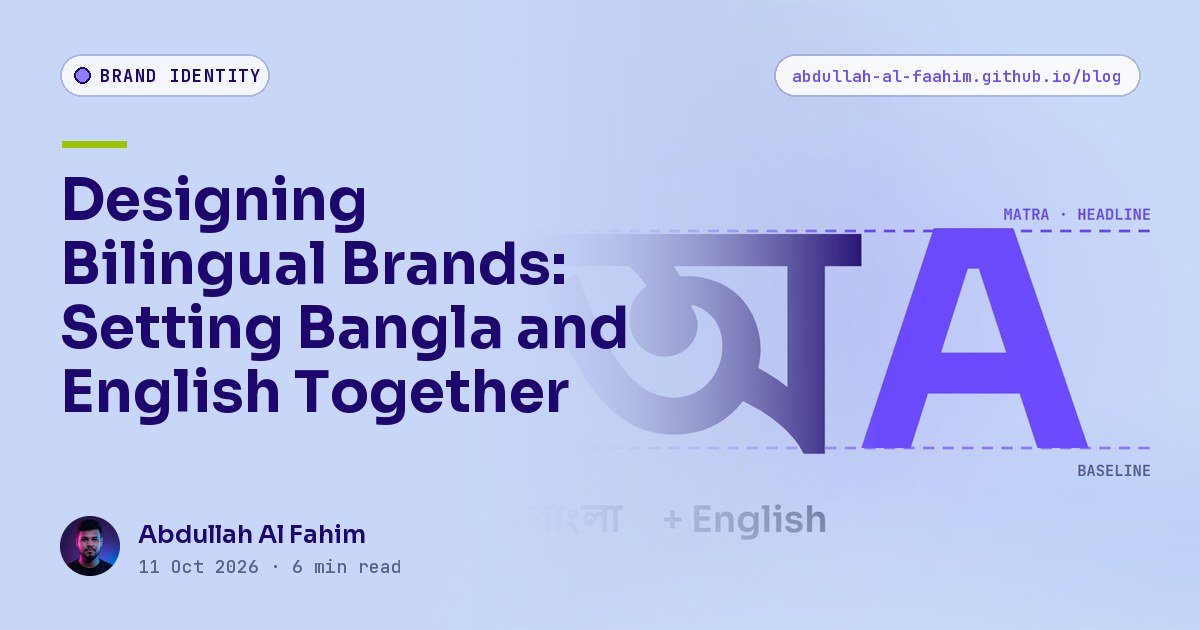 BRAND IDENTITY
abdullah-al-faahim.github.io/blog
Designing
Bilingual Brands:
Setting Bangla and
English Together
MATRA · HEADLINE
অ A
BASELINE
বাংলা + English
Abdullah Al Fahim
11 Oct 2026 · 6 min read